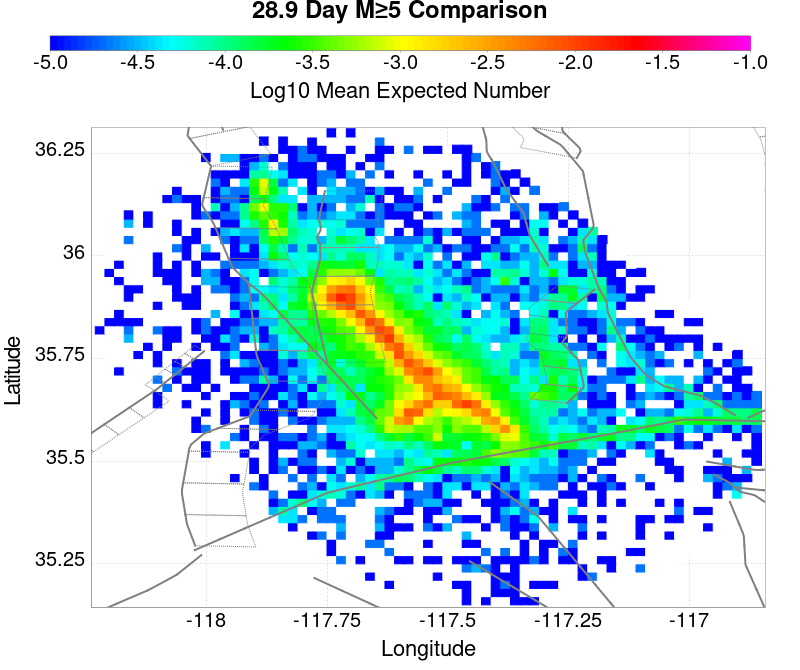 28.9 Day M≥5 Comparison
-5.0 -4.5 -4.0 -3.5 -3.0 -2.5 -2.0 -1.5 -1.0
Log10 Mean Expected Number
36.25
36
35.75
35.5
35.25
Latitude
-118 -117.75 -117.5 -117.25 -117
Longitude